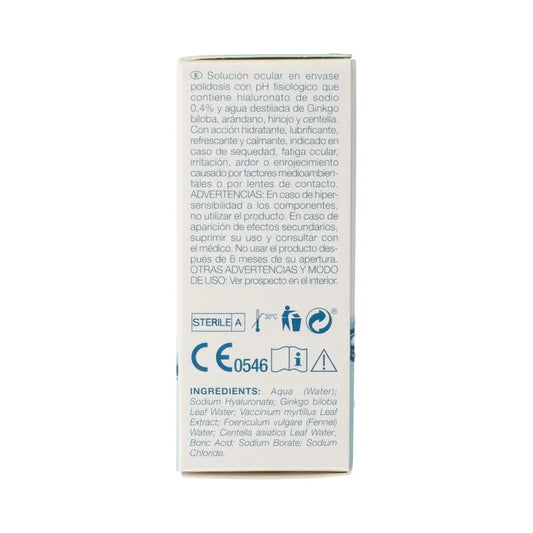 E Solución ocular en envase
polidosis con pH fisiológico que
contiene hialuronato de sodio
0,4% y agua destilada de Ginkgo
biloba, arándano, hinojo y centella.
Con acción hidratante, lubrificante,
refrescante y calmante, indicado en
caso de sequedad, fatiga ocular,
irritación, ardor o enrojecimiento
causado por factores medioambien-
tales o por lentes de contacto.
ADVERTENCIAS: En caso de hiper-
sensibilidad a los componentes,
no utilizar el producto. En caso de
aparición de efectos secundarios,
suprimir su uso y consultar con
el médico. No usar el producto des-
pués de 6 meses de su apertura.
OTRAS ADVERTENCIAS Y MODO
DE USO: Ver prospecto en el interior.
STERILE A 30°C ®
CE 0546 i !
INGREDIENTS: Aqua (Water);
Sodium Hyaluronate; Ginkgo biloba
Leaf Water; Vaccinium myrtillus Leaf
Extract; Foeniculum vulgare (Fennel)
Water; Centella asiatica Leaf Water;
Boric Acid; Sodium Borate; Sodium
Chloride.